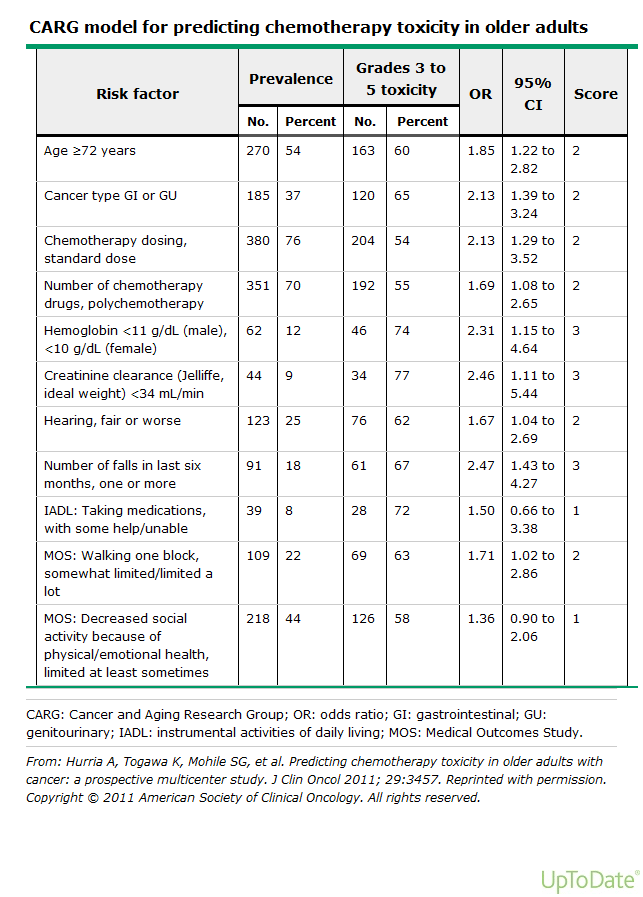 CARG model for predicting chemotherapy toxicity in older adults
Risk factor Prevalence Grades 3 to 5 toxicity OR 95% CI Score
No. Percent No. Percent
Age ≥72 years 270 54 163 60 1.85 1.22 to 2.82 2
Cancer type GI or GU 185 37 120 65 2.13 1.39 to 3.24 2
Chemotherapy dosing, standard dose 380 76 204 54 2.13 1.29 to 3.52 2
Number of chemotherapy drugs, polychemotherapy 351 70 192 55 1.69 1.08 to 2.65 2
Hemoglobin <11 g/dL (male), <10 g/dL (female) 62 12 46 74 2.31 1.15 to 4.64 3
Creatinine clearance (Jelliffe, ideal weight) <34 mL/min 44 9 34 77 2.46 1.11 to 5.44 3
Hearing, fair or worse 123 25 76 62 1.67 1.04 to 2.69 2
Number of falls in last six months, one or more 91 18 61 67 2.47 1.43 to 4.27 3
IADL: Taking medications, with some help/unable 39 8 28 72 1.50 0.66 to 3.38 1
MOS: Walking one block, somewhat limited/limited a lot 109 22 69 63 1.71 1.02 to 2.86 2
MOS: Decreased social activity because of physical/emotional health, limited at least sometimes 218 44 126 58 1.36 0.90 to 2.06 1
CARG: Cancer and Aging Research Group; OR: odds ratio; GI: gastrointestinal; GU:
genitourinary; IADL: instrumental activities of daily living; MOS: Medical Outcomes Study.
From: Hurria A, Togawa K, Mohile SG, et al. Predicting chemotherapy toxicity in older adults with
cancer: a prospective multicenter study. J Clin Oncol 2011; 29:3457. Reprinted with permission.
Copyright © 2011 American Society of Clinical Oncology. All rights reserved.
UpToDate®